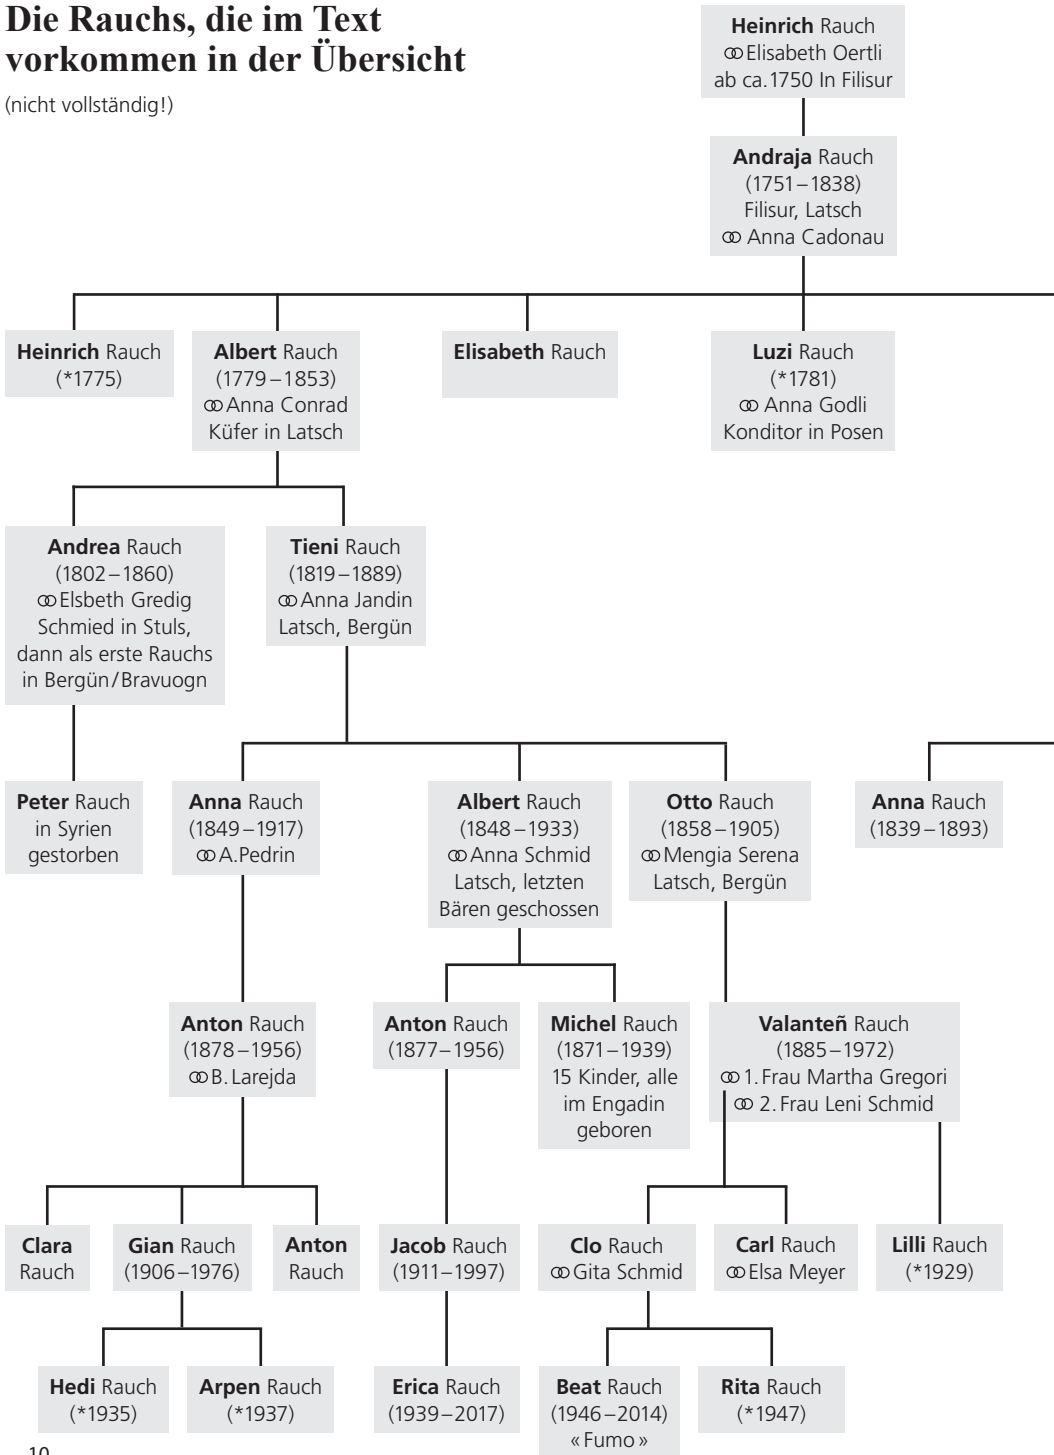 Die Rauchs, die im Text
vorkommen in der Übersicht
(nicht vollständig!)
Heinrich Rauch
⚭ Elisabeth Oertli
ab ca.1750 In Filisur
Andraja Rauch
(1751–1838)
Filisur, Latsch
⚭ Anna Cadonau
Heinrich Rauch
(*1775)
Albert Rauch
(1779–1853)
⚭ Anna Conrad
Küfer in Latsch
Elisabeth Rauch
Luzi Rauch
(*1781)
⚭ Anna Godli
Konditor in Posen
Andrea Rauch
(1802–1860)
⚭ Elsbeth Gredig
Schmied in Stuls,
dann als erste Rauchs
in Bergün/Bravuogn
Tieni Rauch
(1819–1889)
⚭ Anna Jandin
Latsch, Bergün
Peter Rauch
in Syrien
gestorben
Anna Rauch
(1849–1917)
⚭ A.Pedrin
Albert Rauch
(1848–1933)
⚭ Anna Schmid
Latsch, letzten
Bären geschossen
Otto Rauch
(1858–1905)
⚭ Mengia Serena
Latsch, Bergün
Anna Rauch
(1839–1893)
Anton Rauch
(1878–1956)
⚭ B. Larejda
Anton Rauch
(1877–1956)
Michel Rauch
(1871–1939)
15 Kinder, alle
im Engadin
geboren
Valanteñ Rauch
(1885–1972)
⚭ 1. Frau Martha Gregori
⚭ 2. Frau Leni Schmid
Clara
Rauch
Gian Rauch
(1906–1976)
Anton
Rauch
Jacob Rauch
(1911–1997)
Clo Rauch
⚭ Gita Schmid
Carl Rauch
⚭ Elsa Meyer
Lilli Rauch
(*1929)
Hedi Rauch
(*1935)
Arpen Rauch
(*1937)
Erica Rauch
(1939–2017)
Beat Rauch
(1946–2014)
«Fumo»
Rita Rauch
(*1947)
10